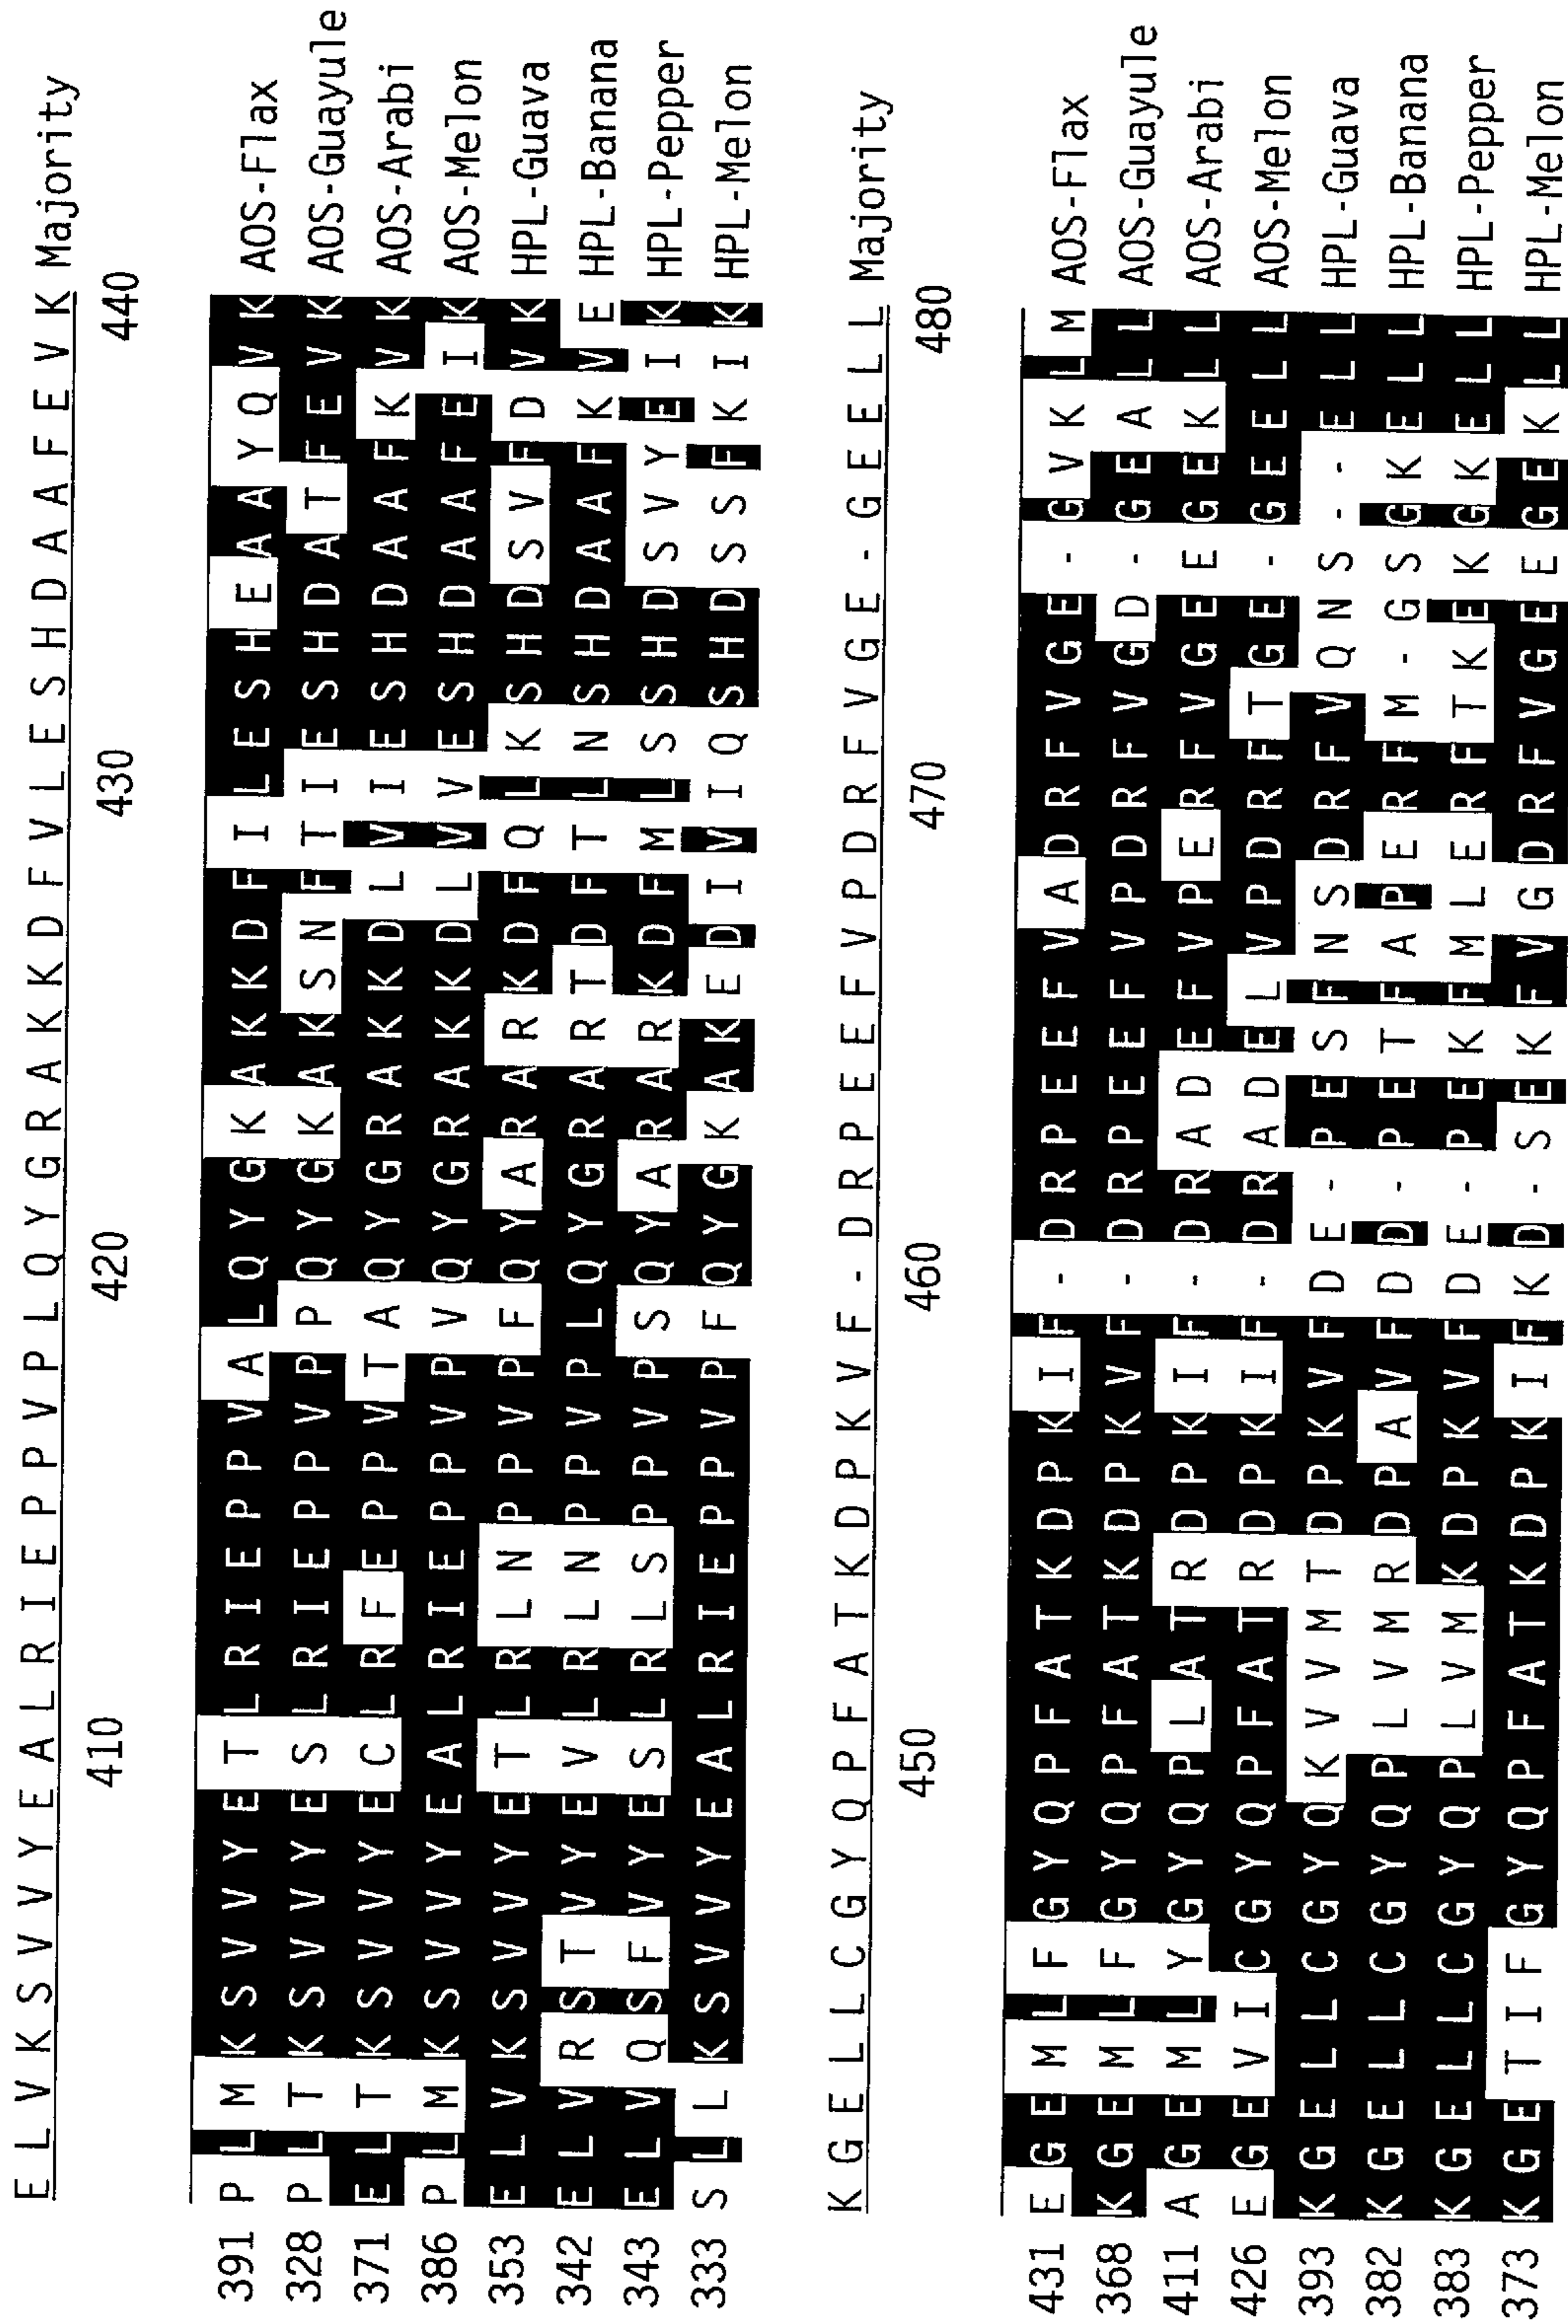 E L V K S V V Y E A L R I E P P V P L Q Y G R A K K D F V L E S H D A A F E V K Majority
410 420 430 440
391 P L M K S V V Y E T L R I E P P V A L Q Y G K A K K D F I L E S H E A A Y Q V K AOS-Flax
328 P L T K S V V Y E S L R I E P P V P P Q Y G K A K S N F T I E S H D A T F E V K AOS-Guayule
371 E L T K S V V Y E C L R F E P P V T A Q Y G R A K K D L V I E S H D A A F K V K AOS-Arabi
386 P L M K S V V Y E A L R I E P P V P V Q Y G R A K K D L V V E S H D A A F E I K AOS-Melon
353 E L V K S V V Y E T L R L N P P V P F Q Y A R A R K D F Q L K S H D S V F D V K HPL-Guava
342 E L V R S T V Y E V L R L N P P V P L Q Y G R A R T D F T L N S H D A A F K V E HPL-Banana
343 E L V Q S F V Y E S L R L S P P V P S Q Y A R A R K D F M L S S H D S V Y E I K HPL-Pepper
333 S L L K S V V Y E A L R I E P P V P F Q Y G K A K E D I V I Q S H D S S F K I K HPL-Melon
K G E L L C G Y Q P F A T K D P K V F - D R P E E F V P D R F V G E - G E E L L Majority
450 460 470 480
431 E G E M L F G Y Q P F A T K D P K I F - D R P E E F V A D R F V G E - G V K L M AOS-Flax
368 K G E M L F G Y Q P F A T K D P K V F - D R P E E F V P D R F V G D - G E A L L AOS-Guayule
411 A G E M L Y G Y Q P L A T R D P K I F - D R A D E F V P E R F V G E E G E K L L AOS-Arabi
426 E G E V I C G Y Q P F A T R D P K I F - D R A D E L V P D R F T G E - G E E L L AOS-Melon
393 K G E L L C G Y Q K V V M T D P K V F D E - P E S F N S D R F V Q N S - - E L L HPL-Guava
382 K G E L L C G Y Q P L V M R D P A V F D D - P E T F A P E R F M - G S G K E L L HPL-Banana
383 K G E L L C G Y Q P L V M K D P K V F D E - P E K F M L E R F T K E K G K E L L HPL-Pepper
373 K G E T I F G Y Q P F A T K D P K I F K D - S E K F V G D R F V G E E G E K L L HPL-Melon